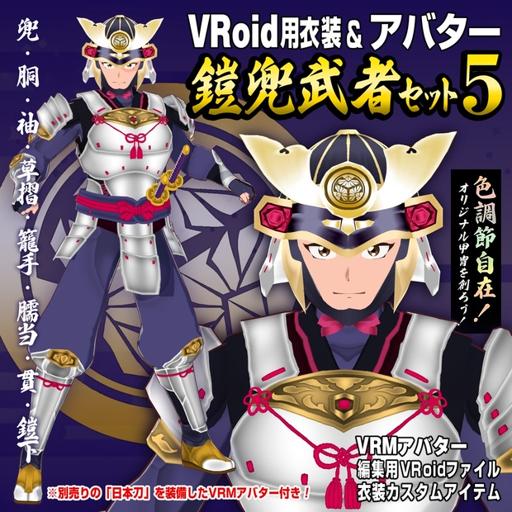 VRoid用衣装&アバター
鎧兜武者セット5
兜・胴・袖・草摺・籠手・臑当・貫・鎧下
色調節自在!
オリジナル甲冑を創ろう!
VRMアバター
編集用VRoidファイル
衣装カスタムアイテム
※別売りの「日本刀」を装備したVRMアバター付き!